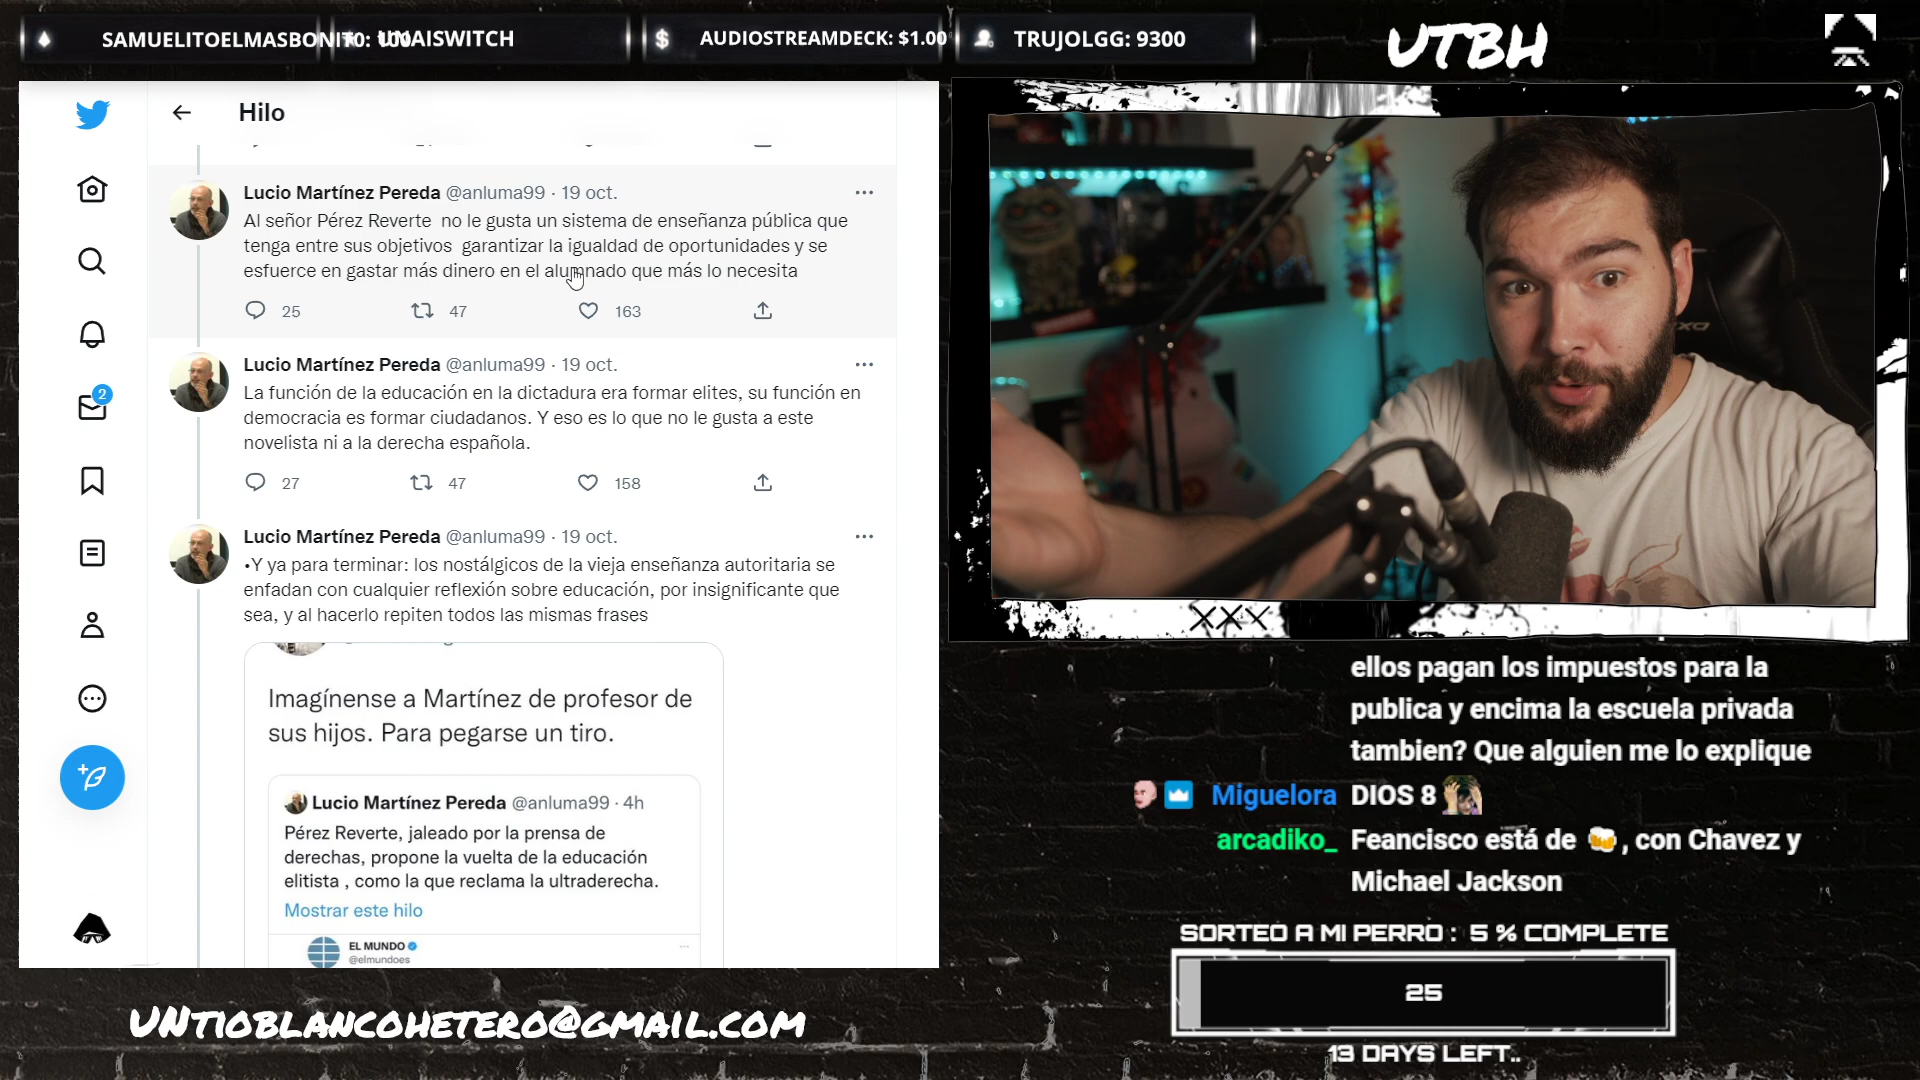 UNAISWITCH
AUDIOSTREAMDECK: $1.00
TRUJOLGG: 9300
UTBH
Hilo
Lucio Martínez Pereda @anluma99 · 19 oct.
Al señor Pérez Reverte no le gusta un sistema de enseñanza pública que
tenga entre sus objetivos garantizar la igualdad de oportunidades y se
esfuerce en gastar más dinero en el alumnado que más lo necesita
25 47 163
Lucio Martínez Pereda @anluma99 · 19 oct.
La función de la educación en la dictadura era formar elites, su función en
democracia es formar ciudadanos. Y eso es lo que no le gusta a este
novelista ni a la derecha española.
27 47 158
Lucio Martínez Pereda @anluma99 · 19 oct.
•Y ya para terminar: los nostálgicos de la vieja enseñanza autoritaria se
enfadan con cualquier reflexión sobre educación, por insignificante que
sea, y al hacerlo repiten todos las mismas frases
Imagínense a Martínez de profesor de
sus hijos. Para pegarse un tiro.
Lucio Martínez Pereda @anluma99 · 4h
Pérez Reverte, jaleado por la prensa de
derechas, propone la vuelta de la educación
elitista , como la que reclama la ultraderecha.
Mostrar este hilo
EL MUNDO
@elmundoes
2
ellos pagan los impuestos para la
publica y encima la escuela privada
tambien? Que alguien me lo explique
Miguelora DIOS 8
arcadiko_ Feancisco está de 🍻, con Chavez y
Michael Jackson
SORTEO A MI PERRO : 5 % COMPLETE
25
13 DAYS LEFT..
UNTIOBLANCOHETERO@GMAIL.COM